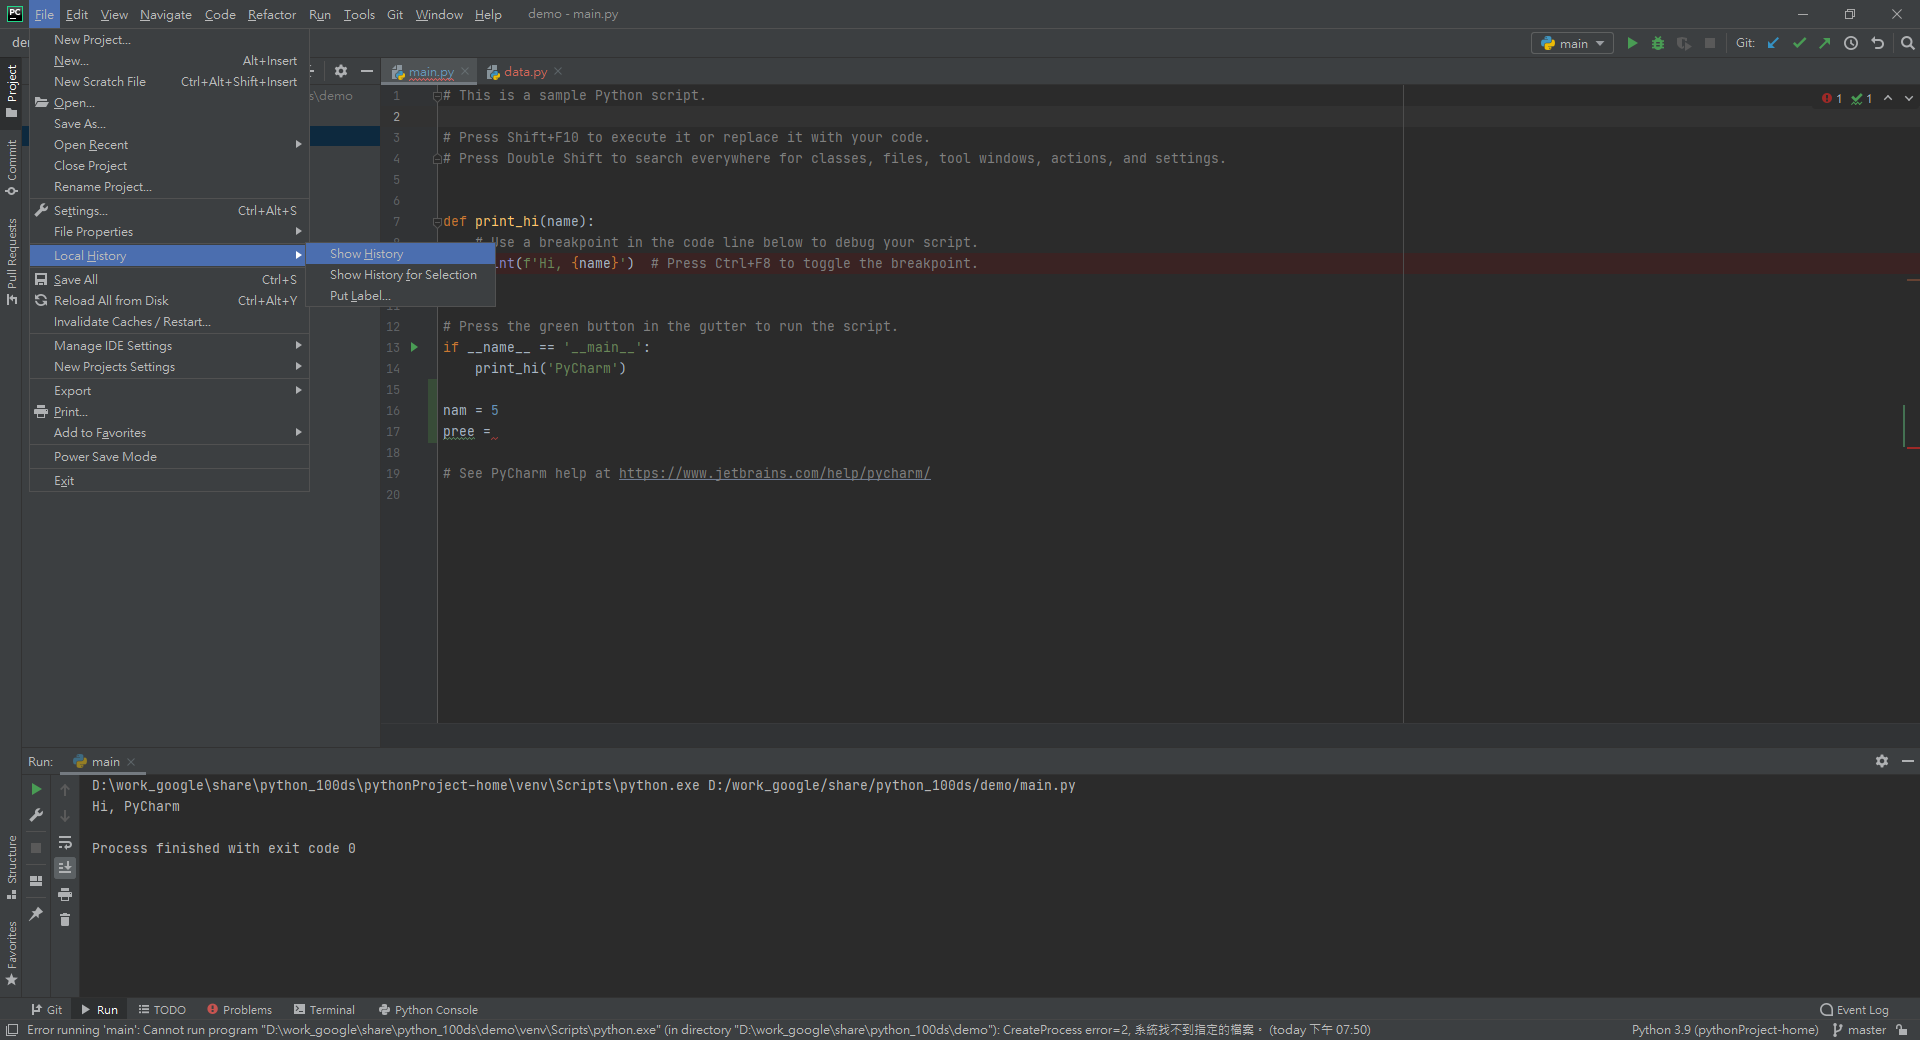 PC File Edit View Navigate Code Refactor Run Tools Git Window Help demo - main.py
main Git:
New Project...
New... Alt+Insert
New Scratch File Ctrl+Alt+Shift+Insert
Open...
Save As...
Open Recent
Close Project
Rename Project...
Settings... Ctrl+Alt+S
File Properties
Local History
Save All Ctrl+S
Reload All from Disk Ctrl+Alt+Y
Invalidate Caches / Restart...
Manage IDE Settings
New Projects Settings
Export
Print...
Add to Favorites
Power Save Mode
Exit
Show History
Show History for Selection
Put Label...
s\demo
Project
Commit
Pull Requests
Structure
Favorites
main.py data.py
1 # This is a sample Python script.
2
3 # Press Shift+F10 to execute it or replace it with your code.
4 # Press Double Shift to search everywhere for classes, files, tool windows, actions, and settings.
5
6
7 def print_hi(name):
# Use a breakpoint in the code line below to debug your script.
nt(f'Hi, {name}') # Press Ctrl+F8 to toggle the breakpoint.
12 # Press the green button in the gutter to run the script.
13 if __name__ == '__main__':
14 print_hi('PyCharm')
15
16 nam = 5
17 pree =
18
19 # See PyCharm help at https://www.jetbrains.com/help/pycharm/
20
1 1
Run: main
D:\work_google\share\python_100ds\pythonProject-home\venv\Scripts\python.exe D:/work_google/share/python_100ds/demo/main.py
Hi, PyCharm
Process finished with exit code 0
Git Run TODO Problems Terminal Python Console Event Log
Error running 'main': Cannot run program "D:\work_google\share\python_100ds\demo\venv\Scripts\python.exe" (in directory "D:\work_google\share\python_100ds\demo"): CreateProcess error=2, 系統找不到指定的檔案。 (today 下午 07:50) Python 3.9 (pythonProject-home) master